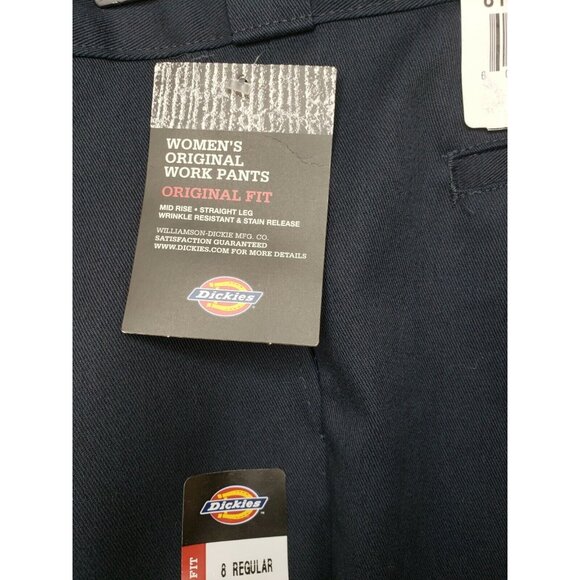 WOMEN'S
ORIGINAL
WORK PANTS
ORIGINAL FIT
MID RISE • STRAIGHT LEG
WRINKLE RESISTANT & STAIN RELEASE
WILLIAMSON-DICKIE MFG. CO.
SATISFACTION GUARANTEED
WWW.DICKIES.COM FOR MORE DETAILS
Dickies
Dickies
FIT
8 REGULAR